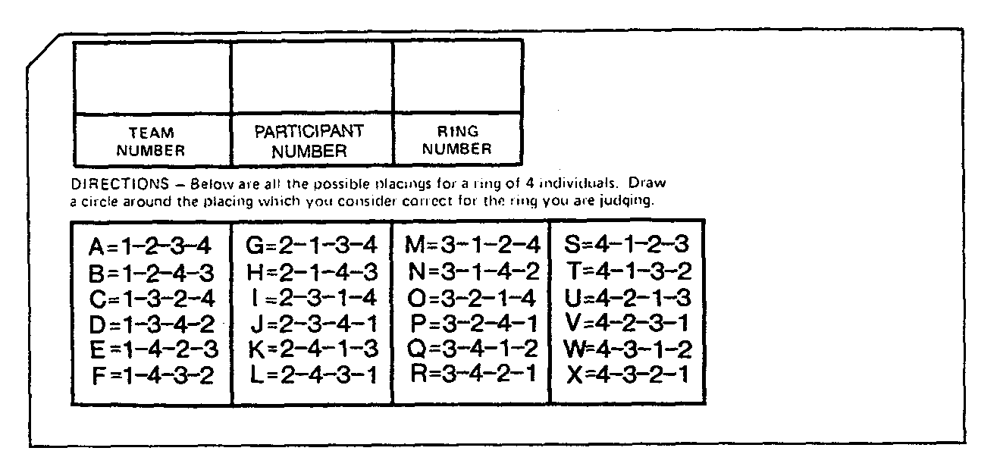 TEAM NUMBER
PARTICIPANT NUMBER
RING NUMBER
DIRECTIONS – Below are all the possible placings for a ring of 4 individuals. Draw
a circle around the placing which you consider correct for the ring you are judging.
A=1-2-3-4
B=1-2-4-3
C=1-3-2-4
D=1-3-4-2
E=1-4-2-3
F=1-4-3-2
G=2-1-3-4
H=2-1-4-3
I=2-3-1-4
J=2-3-4-1
K=2-4-1-3
L=2-4-3-1
M=3-1-2-4
N=3-1-4-2
O=3-2-1-4
P=3-2-4-1
Q=3-4-1-2
R=3-4-2-1
S=4-1-2-3
T=4-1-3-2
U=4-2-1-3
V=4-2-3-1
W=4-3-1-2
X=4-3-2-1